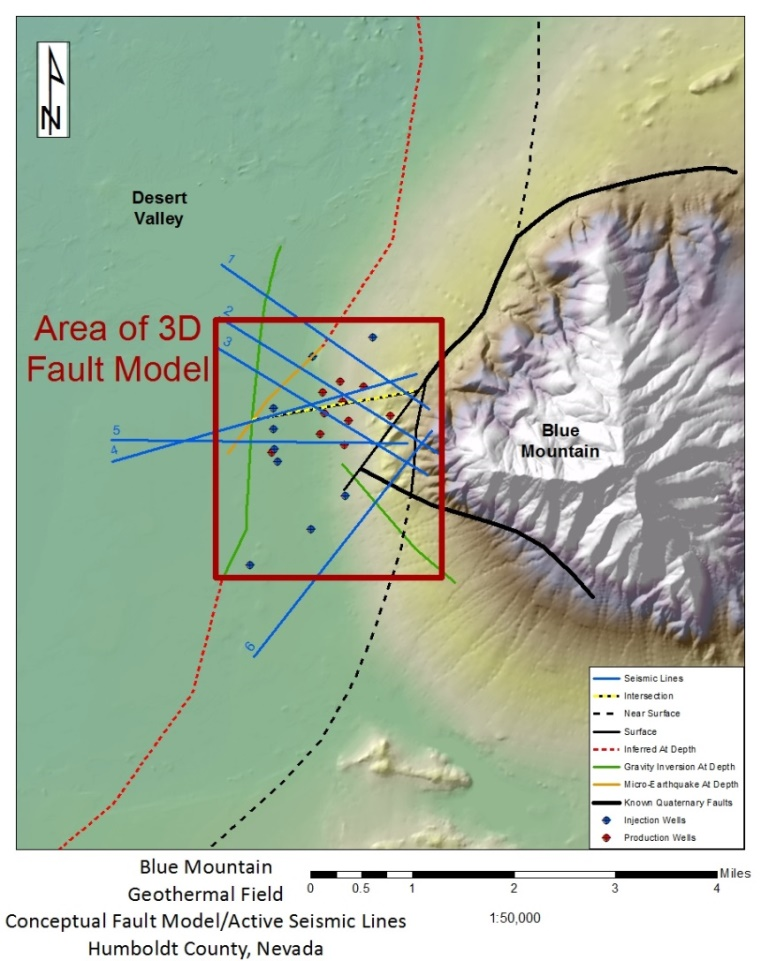 N
Desert
Valley
1
2
3
Area of 3D
Fault Model
5
4
Blue
Mountain
6
Seismic Lines
Intersection
Near Surface
Surface
Inferred At Depth
Gravity Inversion At Depth
Micro-Earthquake At Depth
Known Quaternary Faults
Injection Wells
Production Wells
Blue Mountain
Geothermal Field
Conceptual Fault Model/Active Seismic Lines
Humboldt County, Nevada
Miles
0 0.5 1 2 3 4
1:50,000